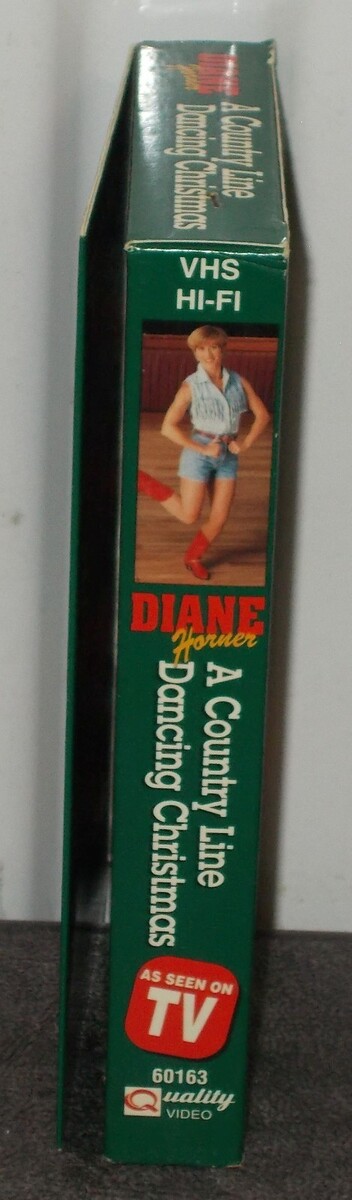 DIANE
Horner
A Country Line
Dancing Christmas
VHS
HI-FI
DIANE
Horner
A Country Line
Dancing Christmas
AS SEEN ON
TV
60163
Quality
VIDEO